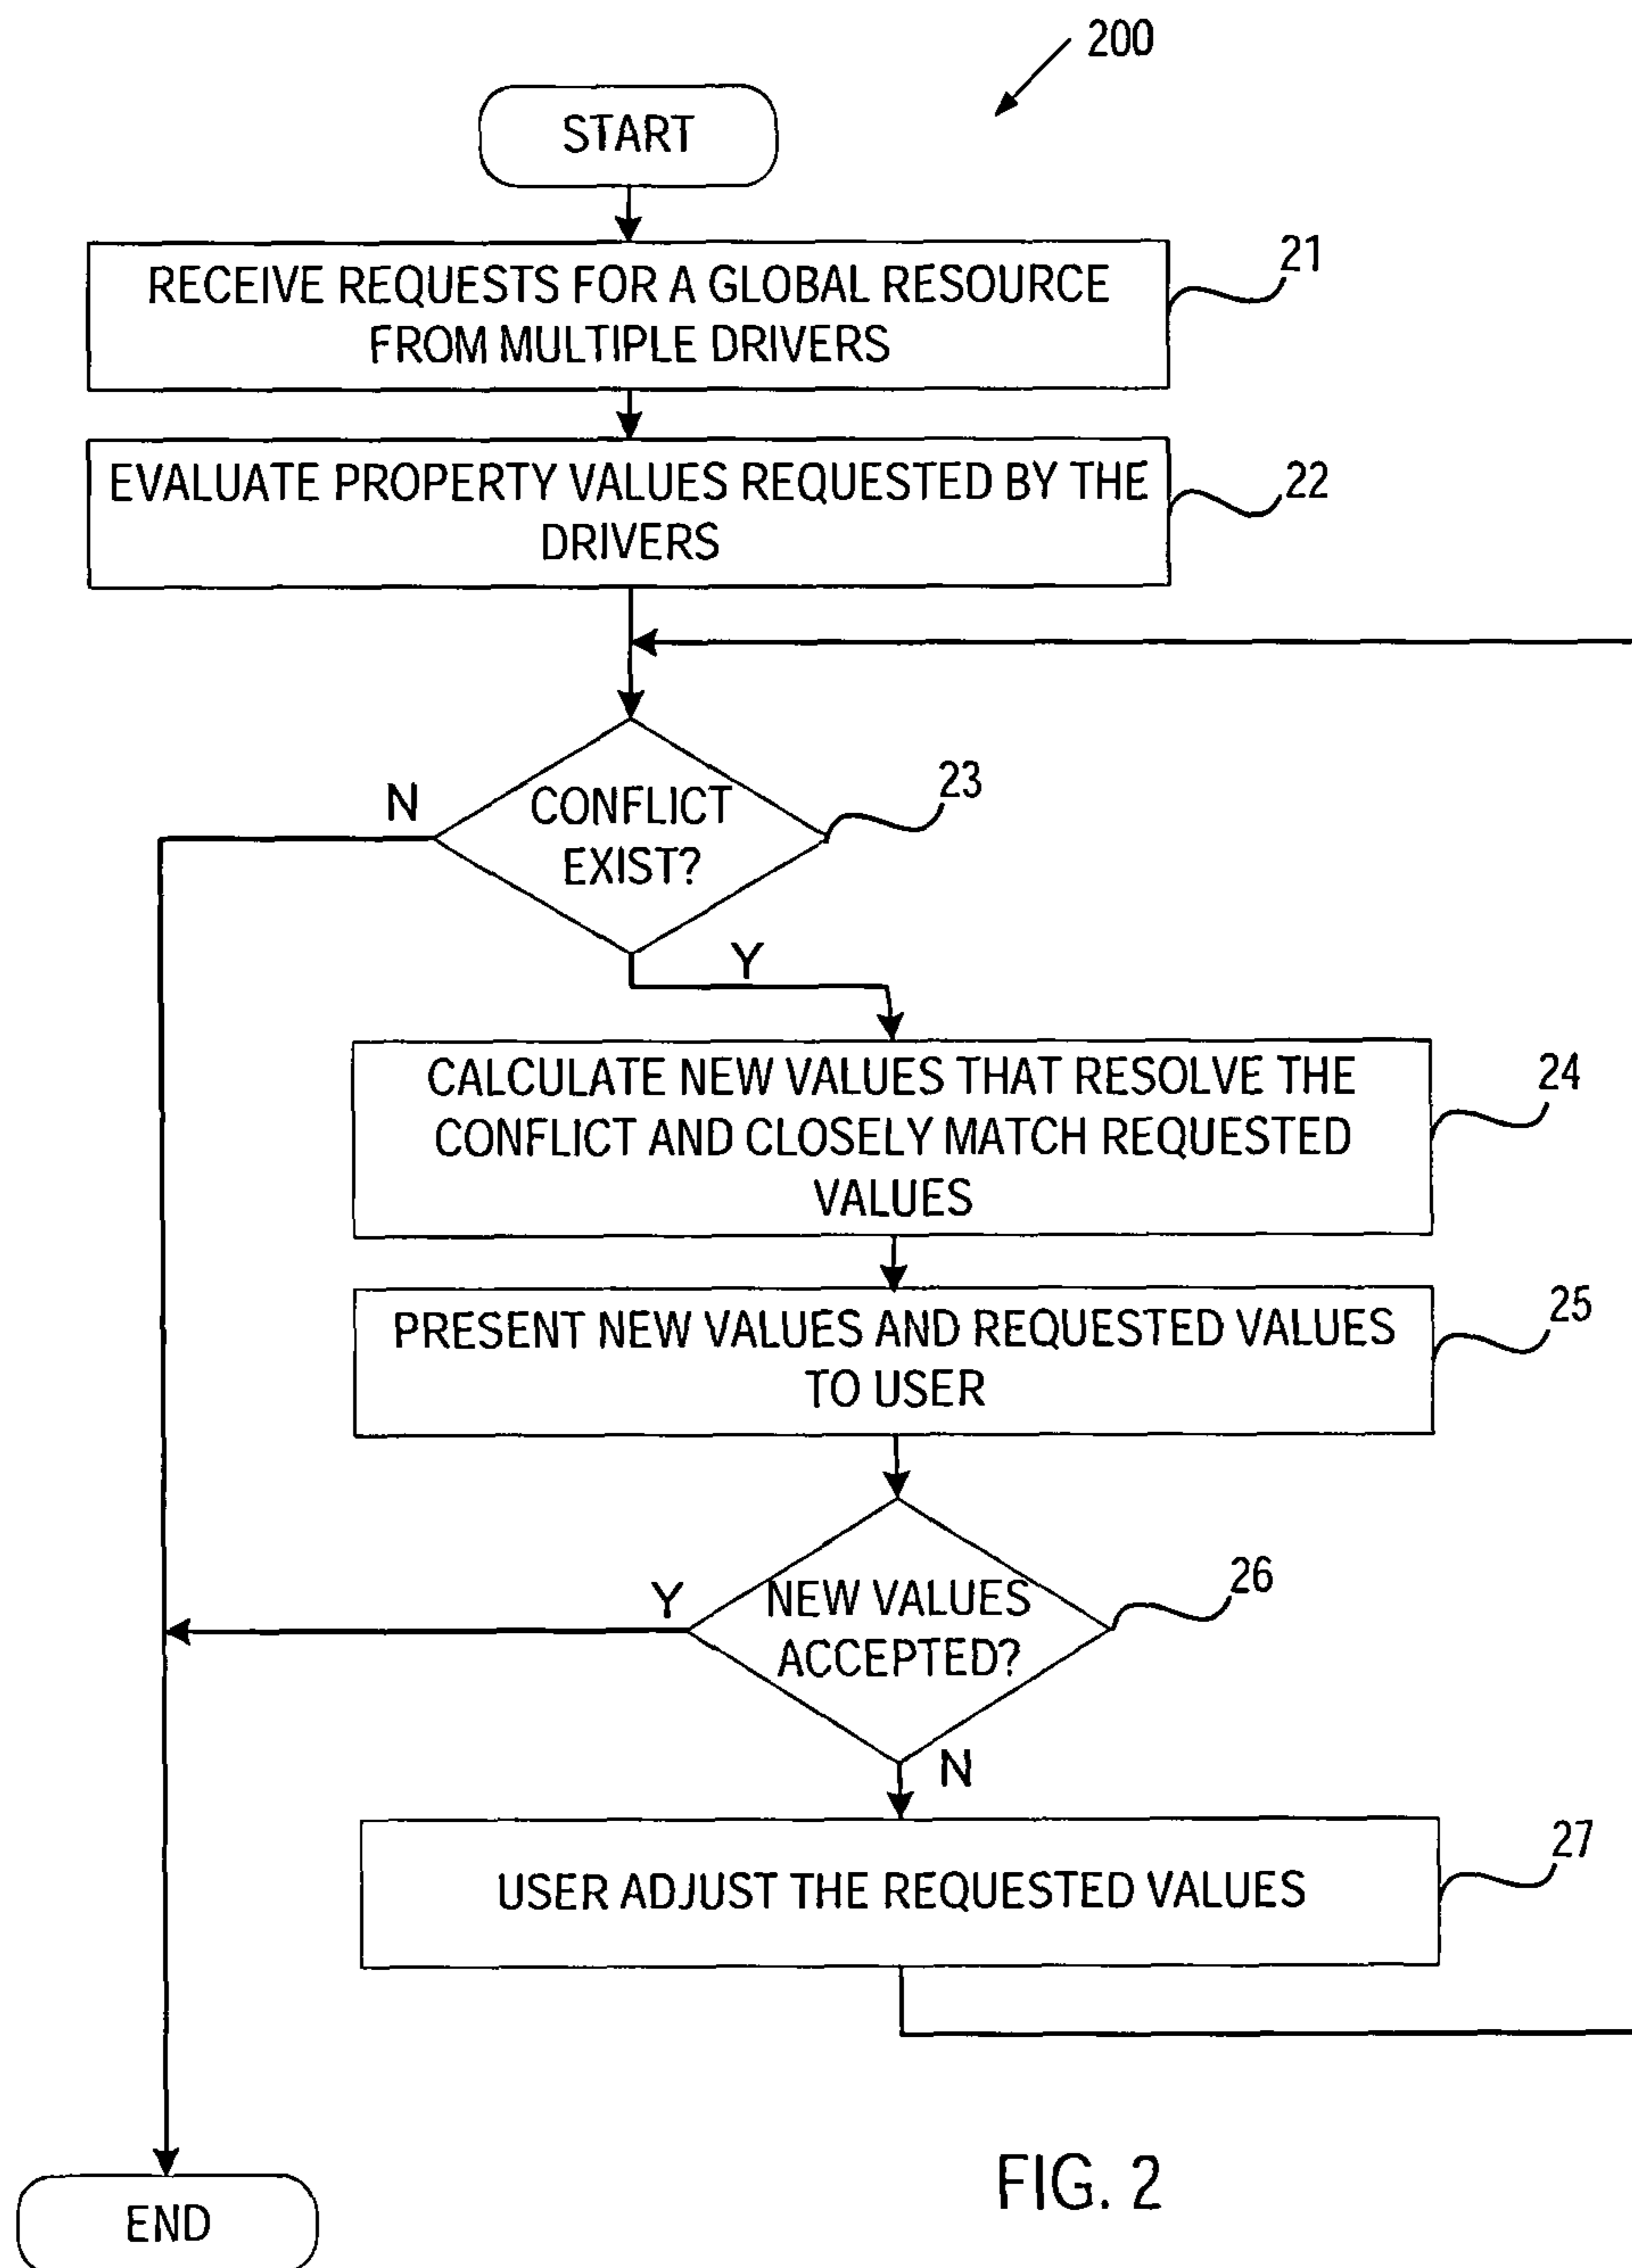 200
START
RECEIVE REQUESTS FOR A GLOBAL RESOURCE
FROM MULTIPLE DRIVERS
21
EVALUATE PROPERTY VALUES REQUESTED BY THE
DRIVERS
22
CONFLICT
EXIST?
23
N
Y
CALCULATE NEW VALUES THAT RESOLVE THE
CONFLICT AND CLOSELY MATCH REQUESTED
VALUES
24
PRESENT NEW VALUES AND REQUESTED VALUES
TO USER
25
NEW VALUES
ACCEPTED?
26
Y
N
USER ADJUST THE REQUESTED VALUES
27
END
FIG. 2